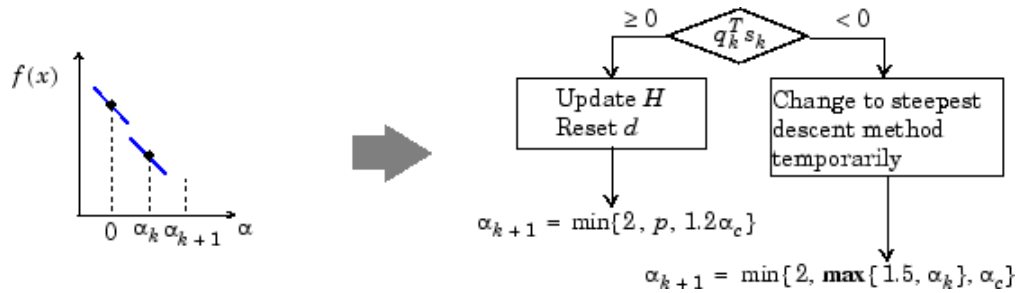 f(x)
0 α_k α_{k+1} α
≥ 0
q_k^T s_k
< 0
Update H
Reset d
α_{k+1} = min{2, p, 1.2α_c}
Change to steepest
descent method
temporarily
α_{k+1} = min{2, max{1.5, α_k}, α_c}